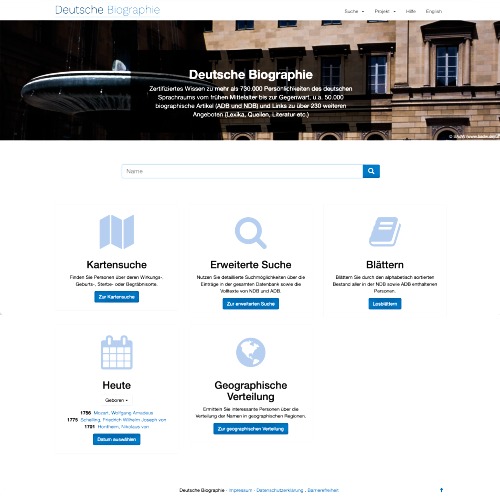 Deutsche Biographie
Suche Projekt Hilfe English
Deutsche Biographie
Zertifiziertes Wissen zu mehr als 730.000 Persönlichkeiten des deutschen
Sprachraums vom frühen Mittelalter bis zur Gegenwart, u.a. 50.000
biographische Artikel (ADB und NDB) und Links zu über 230 weiteren
Angeboten (Lexika, Quellen, Literatur etc.)
Name
Kartensuche
Finden Sie Personen über deren Wirkungs-,
Geburts-, Sterbe- oder Begräbnisorte.
Zur Kartensuche
Erweiterte Suche
Nutzen Sie detaillierte Suchmöglichkeiten über die
Einträge in der gesamten Datenbank sowie die
Volltexte von NDB und ADB.
Zur erweiterten Suche
Blättern
Blättern Sie durch den alphabetisch sortierten
Bestand aller in der NDB sowie ADB enthaltenen
Personen.
Losblättern
Heute
Geboren
1756 Mozart, Wolfgang Amadeus
1775 Schelling, Friedrich Wilhelm Joseph von
1701 Hontheim, Nikolaus von
Datum auswählen
Geographische
Verteilung
Ermitteln Sie interessante Personen über die
Verteilung der Namen in geographischen Regionen.
Zur geographischen Verteilung
Deutsche Biographie - Impressum - Datenschutzerklärung - Barrierefreiheit